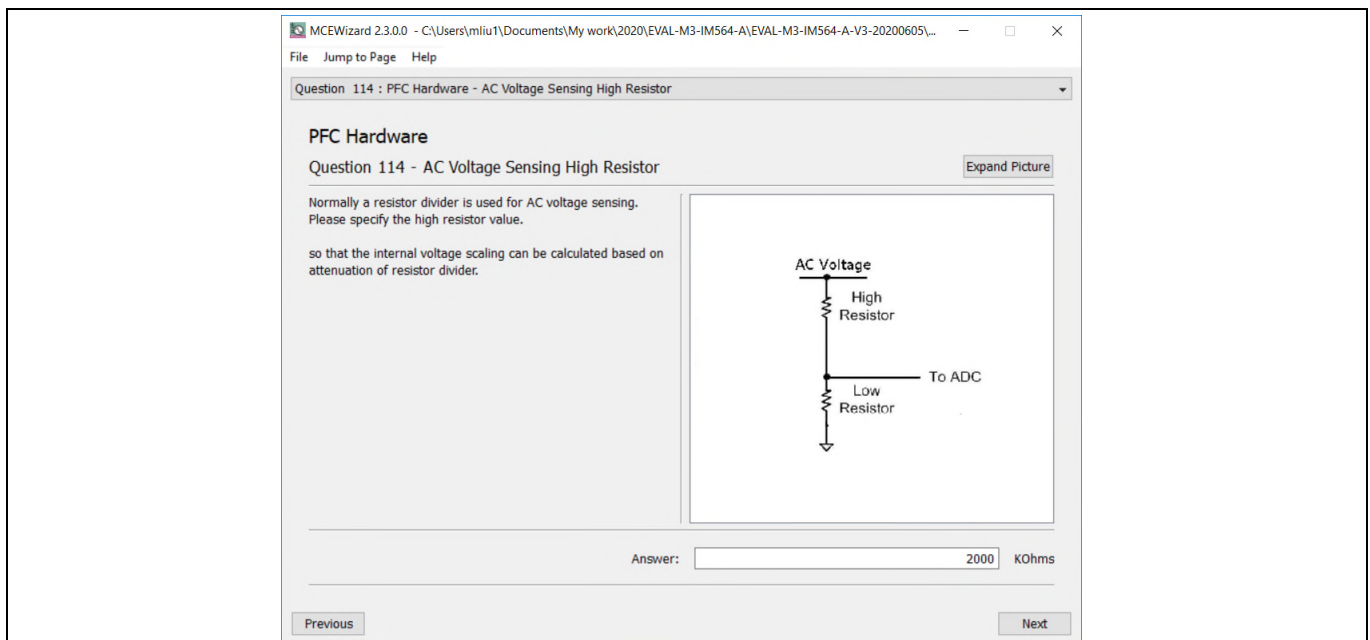 MCEWizard 2.3.0.0 - C:\Users\mliu1\Documents\My work\2020\EVAL-M3-IM564-A\EVAL-M3-IM564-A-V3-20200605\...
File Jump to Page Help
Question 114 : PFC Hardware - AC Voltage Sensing High Resistor
PFC Hardware
Question 114 - AC Voltage Sensing High Resistor
Expand Picture
Normally a resistor divider is used for AC voltage sensing.
Please specify the high resistor value.
so that the internal voltage scaling can be calculated based on
attenuation of resistor divider.
AC Voltage
High
Resistor
To ADC
Low
Resistor
Answer: 2000 KOhms
Previous Next